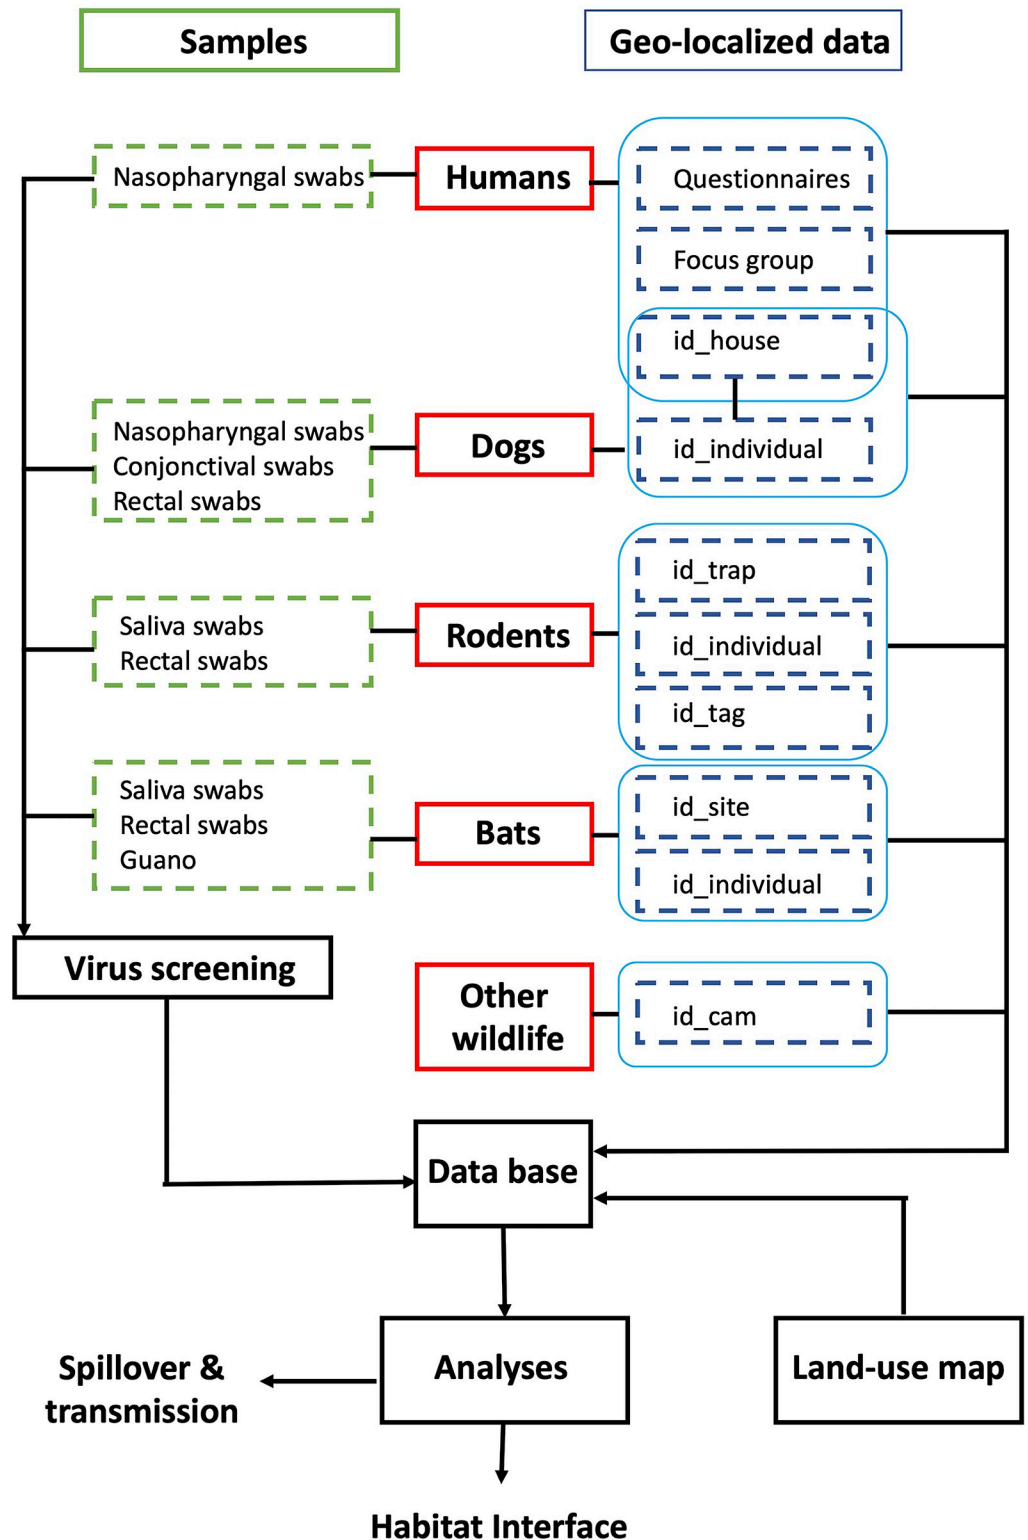 Samples
Geo-localized data
Nasopharyngal swabs
Humans
Questionnaires
Focus group
id_house
Nasopharyngal swabs
Conjonctival swabs
Rectal swabs
Dogs
id_individual
Saliva swabs
Rectal swabs
Rodents
id_trap
id_individual
id_tag
Saliva swabs
Rectal swabs
Guano
Bats
id_site
id_individual
Virus screening
Other
wildlife
id_cam
Data base
Spillover &
transmission
Analyses
Land-use map
Habitat Interface